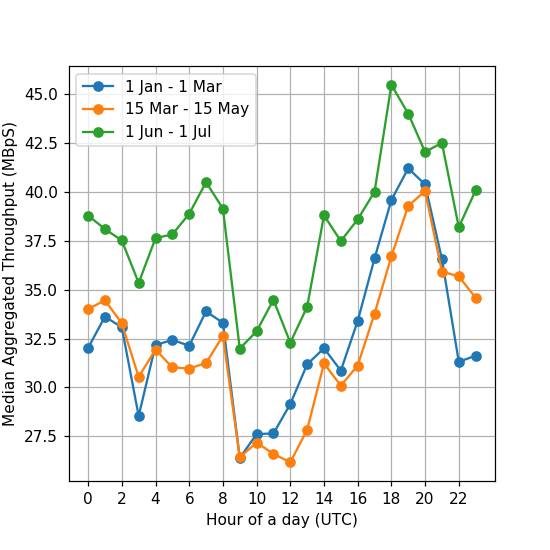 1 Jan - 1 Mar
15 Mar - 15 May
1 Jun - 1 Jul
Median Aggregated Throughput (MBpS)
45.0
42.5
40.0
37.5
35.0
32.5
30.0
27.5
0 2 4 6 8 10 12 14 16 18 20 22
Hour of a day (UTC)